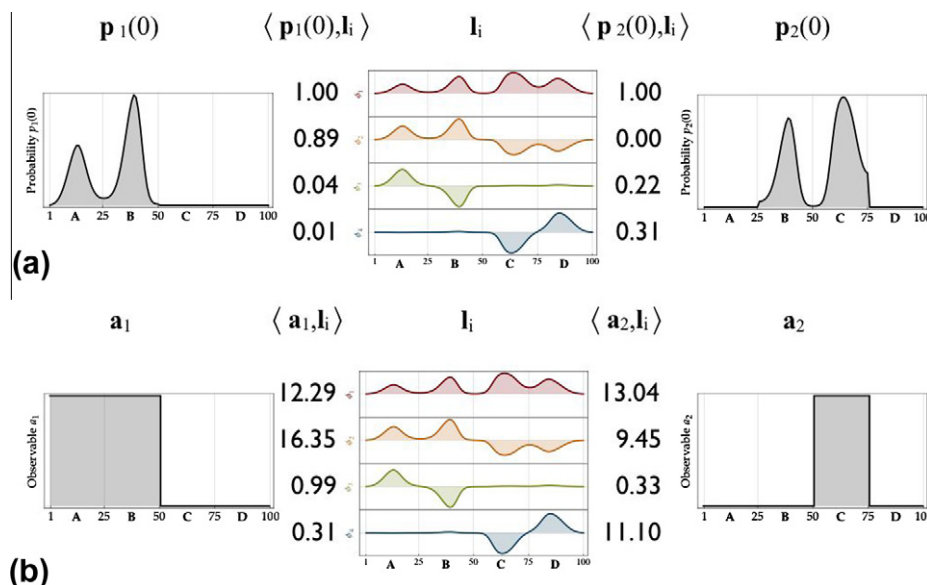 p₁(0) ⟨ p₁(0),lᵢ ⟩ lᵢ ⟨ p₂(0),lᵢ ⟩ p₂(0)
Probability p₁(0)
1 A 25 B 50 C 75 D 100
1.00
0.89
0.04
0.01
1 A 25 B 50 C 75 D 100
1.00
0.00
0.22
0.31
Probability p₂(0)
1 A 25 B 50 C 75 D 100
(a)
a₁ ⟨ a₁,lᵢ ⟩ lᵢ ⟨ a₂,lᵢ ⟩ a₂
Observable a₁
1 A 25 B 50 C 75 D 100
12.29
16.35
0.99
0.31
1 A 25 B 50 C 75 D 100
13.04
9.45
0.33
11.10
Observable a₂
1 A 25 B 50 C 75 D 100
(b)